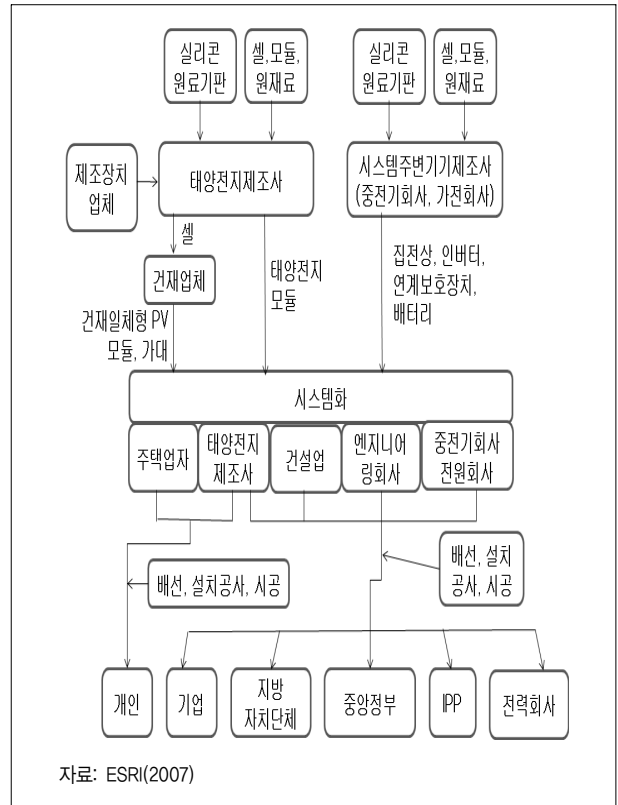 실리콘
원료기판
셀,모듈,
원재료
실리콘
원료기판
셀,모듈,
원재료
제조장치
업체
태양전지제조사
시스템주변기기제조사
(중전기회사, 가전회사)
셀
건재업체
태양전지
모듈
집전상, 인버터,
연계보호장치,
배터리
건재일체형 PV
모듈, 가대
시스템화
주택업자
태양전지
제조사
건설업
엔지니어
링회사
중전기회사
전원회사
배선, 설치공사, 시공
배선, 설치
공사, 시공
개인
기업
지방
자치단체
중앙정부
IPP
전력회사
자료: ESRI(2007)